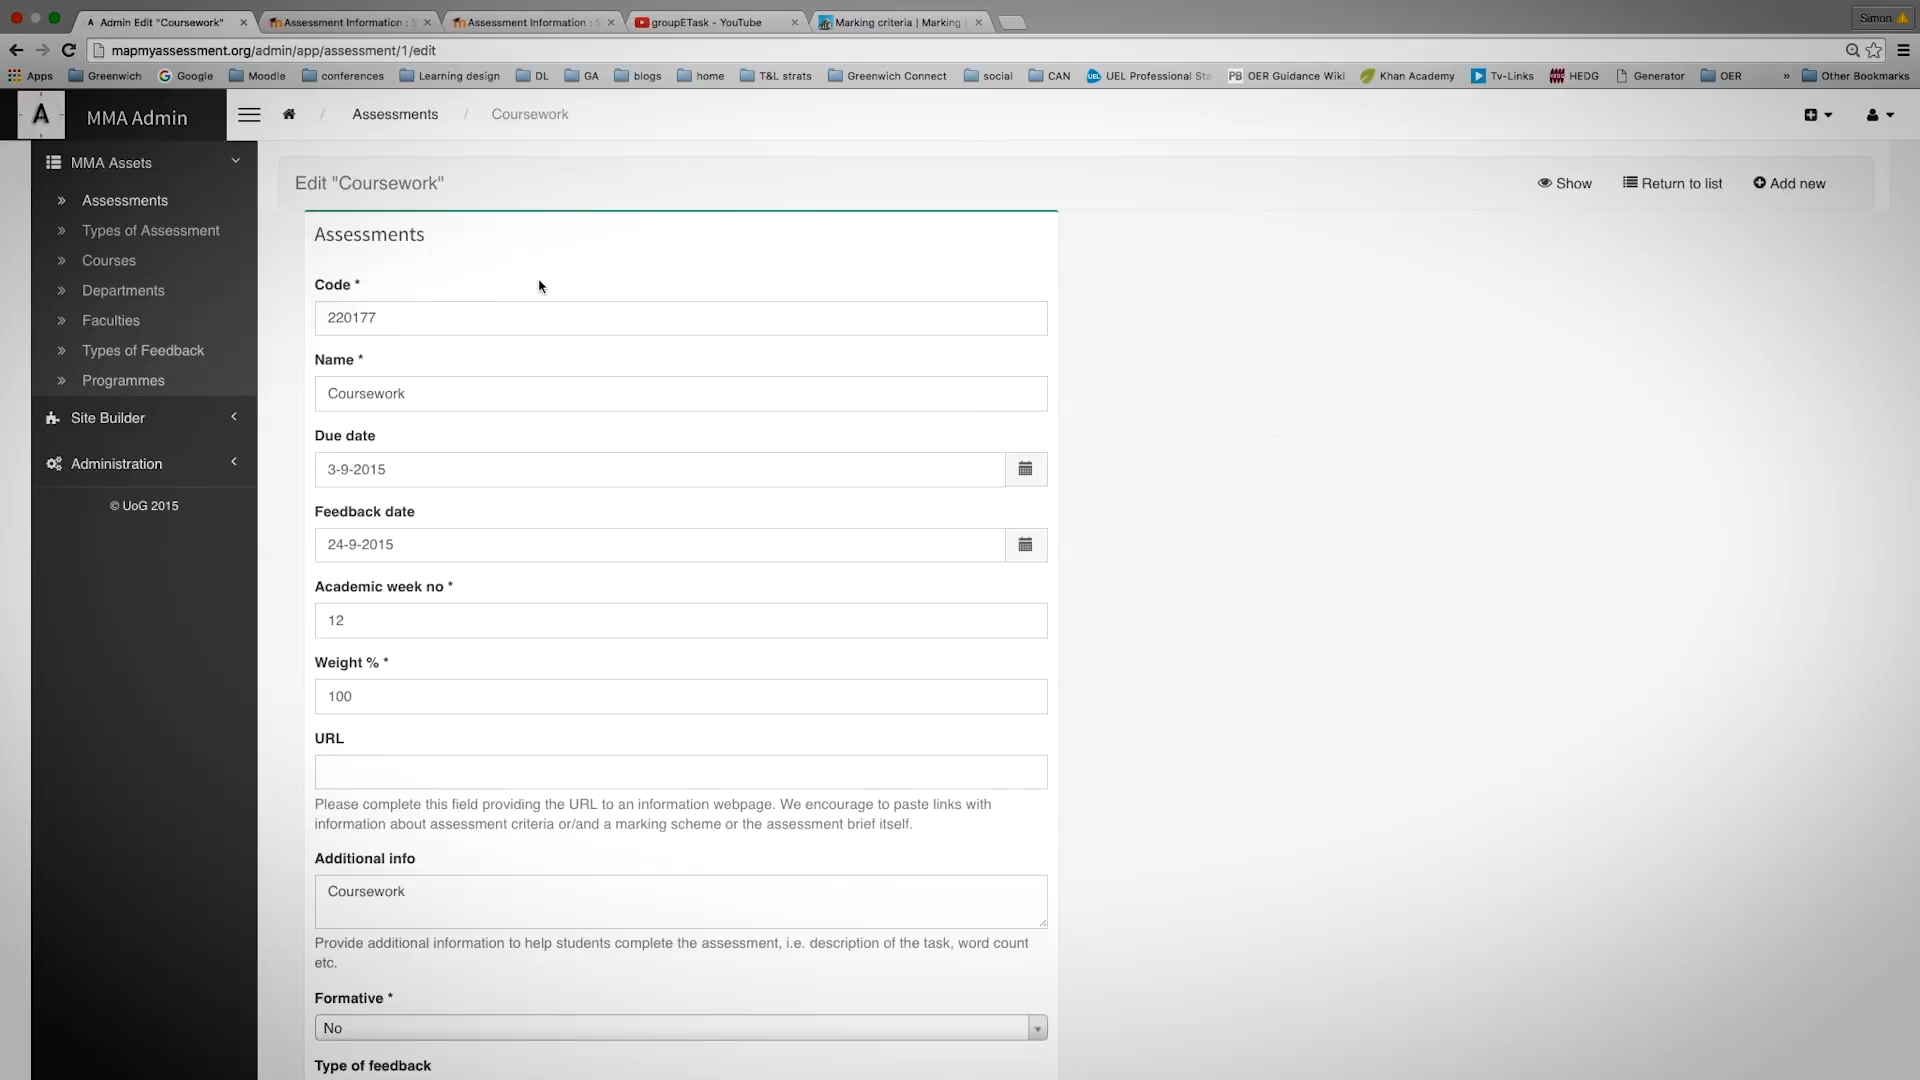 Admin Edit "Coursework"
Assessment Information : S
Assessment Information : S
groupETask - YouTube
Marking criteria | Marking
Simon
mapmyassessment.org/admin/app/assessment/1/edit
Apps Greenwich Google Moodle conferences Learning design DL GA blogs home T&L strats Greenwich Connect social CAN UEL Professional Sta OER Guidance Wiki Khan Academy Tv-Links HEDG Generator OER » Other Bookmarks
A MMA Admin
Assessments / Coursework
MMA Assets
Assessments
Types of Assessment
Courses
Departments
Faculties
Types of Feedback
Programmes
Site Builder
Administration
© UoG 2015
Edit "Coursework"
Show Return to list Add new
Assessments
Code *
220177
Name *
Coursework
Due date
3-9-2015
Feedback date
24-9-2015
Academic week no *
12
Weight % *
100
URL
Please complete this field providing the URL to an information webpage. We encourage to paste links with
information about assessment criteria or/and a marking scheme or the assessment brief itself.
Additional info
Coursework
Provide additional information to help students complete the assessment, i.e. description of the task, word count
etc.
Formative *
No
Type of feedback